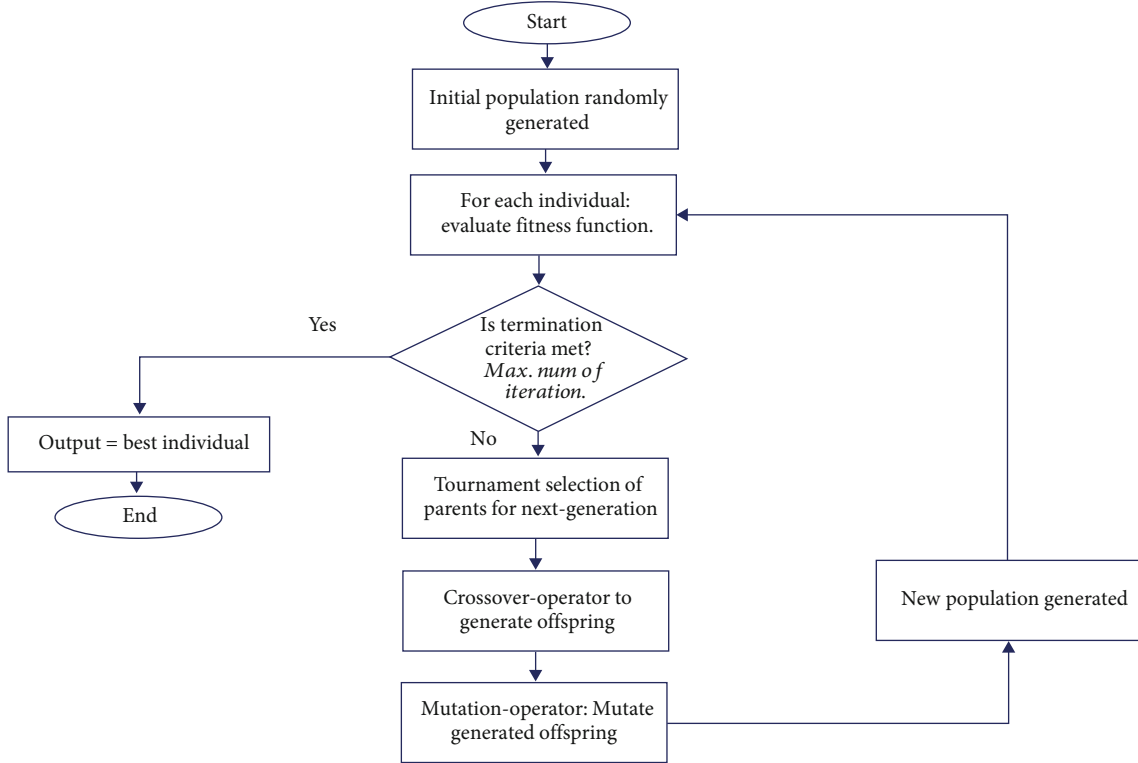 Start
Initial population randomly
generated
For each individual:
evaluate fitness function.
Yes
Is termination
criteria met?
Max. num of
iteration.
Output = best individual
No
End
Tournament selection of
parents for next-generation
Crossover-operator to
generate offspring
New population generated
Mutation-operator: Mutate
generated offspring